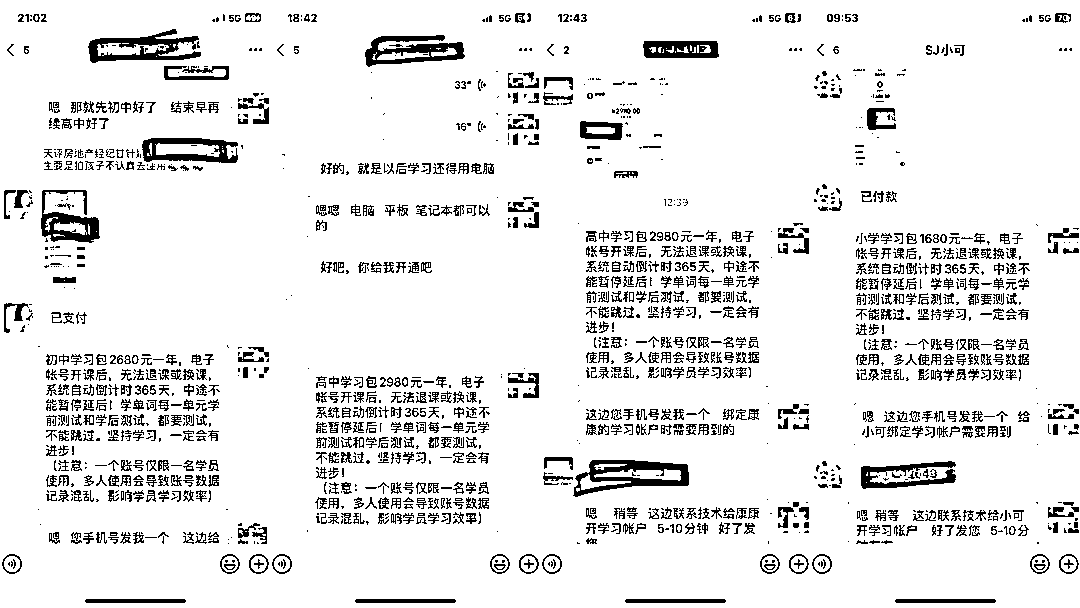 21:02
5G
5
嗯 那就先初中好了 结束早再
续高中好了
天泽房地产经纪
主要是怕孩子不认真去使用
已支付
初中学习包2680元一年，电子
帐号开课后，无法退课或换课，
系统自动倒计时365天，中途不
能暂停延后！学单词每一单元学
前测试和学后测试，都要测试，
不能跳过。坚持学习，一定会有
进步！
（注意：一个账号仅限一名学员
使用，多人使用会导致账号数据
记录混乱，影响学员学习效率）
嗯 您手机号发我一个 这边给
18:42
5G
5
33"
16"
好的，就是以后学习还得用电脑
嗯嗯 电脑 平板 笔记本都可以
的
好吧，你给我开通吧
高中学习包2980元一年，电子
帐号开课后，无法退课或换课，
系统自动倒计时365天，中途不
能暂停延后！学单词每一单元学
前测试和学后测试，都要测试，
不能跳过。坚持学习，一定会有
进步！
（注意：一个账号仅限一名学员
使用，多人使用会导致账号数据
记录混乱，影响学员学习效率）
12:43
5G
2
¥2980.00
12:39
高中学习包2980元一年，电子
帐号开课后，无法退课或换课，
系统自动倒计时365天，中途不
能暂停延后！学单词每一单元学
前测试和学后测试，都要测试，
不能跳过。坚持学习，一定会有
进步！
（注意：一个账号仅限一名学员
使用，多人使用会导致账号数据
记录混乱，影响学员学习效率）
这边您手机号发我一个 绑定康
康的学习帐户时需要用到的
嗯 稍等 这边联系技术给康康
开学习帐户 5-10分钟 好了发
您
09:53
5G
6
SJ小可
已付款
小学学习包1680元一年，电子
帐号开课后，无法退课或换课，
系统自动倒计时365天，中途不
能暂停延后！学单词每一单元学
前测试和学后测试，都要测试，
不能跳过。坚持学习，一定会有
进步！
（注意：一个账号仅限一名学员
使用，多人使用会导致账号数据
记录混乱，影响学员学习效率）
嗯 这边您手机号发我一个 给
小可绑定学习帐户需要用到
嗯 稍等 这边联系技术给小可
开学习帐户 好了发您 5-10分